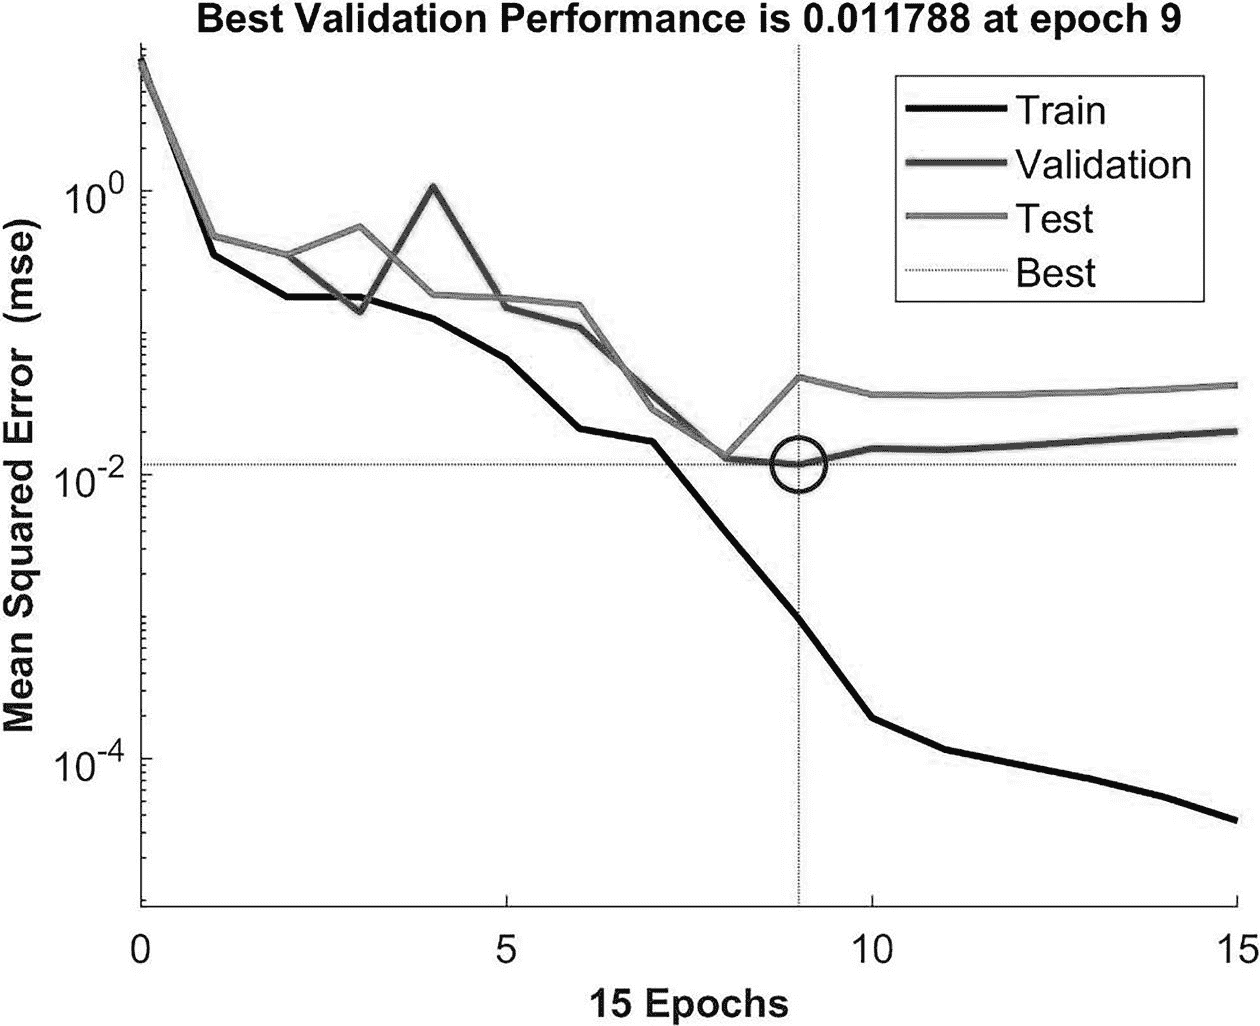 Best Validation Performance is 0.011788 at epoch 9
Train
Validation
Test
Best
Mean Squared Error (mse)
10^0
10^-2
10^-4
0
5
10
15
15 Epochs